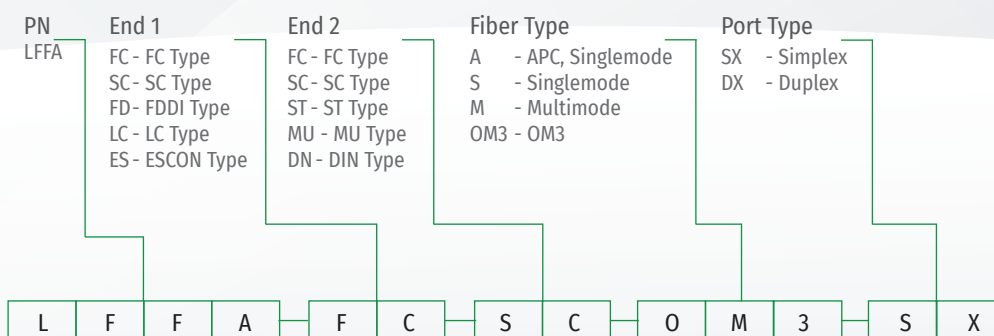 PN End 1 End 2 Fiber Type Port Type
LFFA
FC - FC Type FC - FC Type A - APC, Singlemode SX - Simplex
SC - SC Type SC - SC Type S - Singlemode DX - Duplex
FD - FDDI Type ST - ST Type M - Multimode
LC - LC Type MU - MU Type OM3 - OM3
ES - ESCON Type DN - DIN Type
L F F A F C S C O M 3 S X